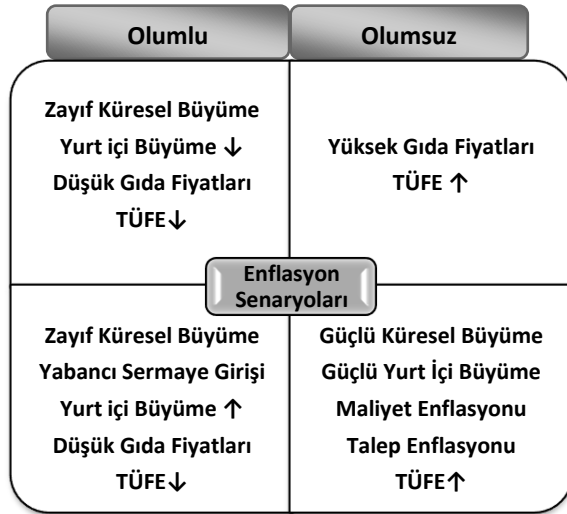 Olumlu
Olumsuz
Zayıf Küresel Büyüme
Yurt içi Büyüme ↓
Düşük Gıda Fiyatları
TÜFE↓
Yüksek Gıda Fiyatları
TÜFE ↑
Enflasyon
Senaryoları
Zayıf Küresel Büyüme
Yabancı Sermaye Girişi
Yurt içi Büyüme ↑
Düşük Gıda Fiyatları
TÜFE↓
Güçlü Küresel Büyüme
Güçlü Yurt İçi Büyüme
Maliyet Enflasyonu
Talep Enflasyonu
TÜFE↑